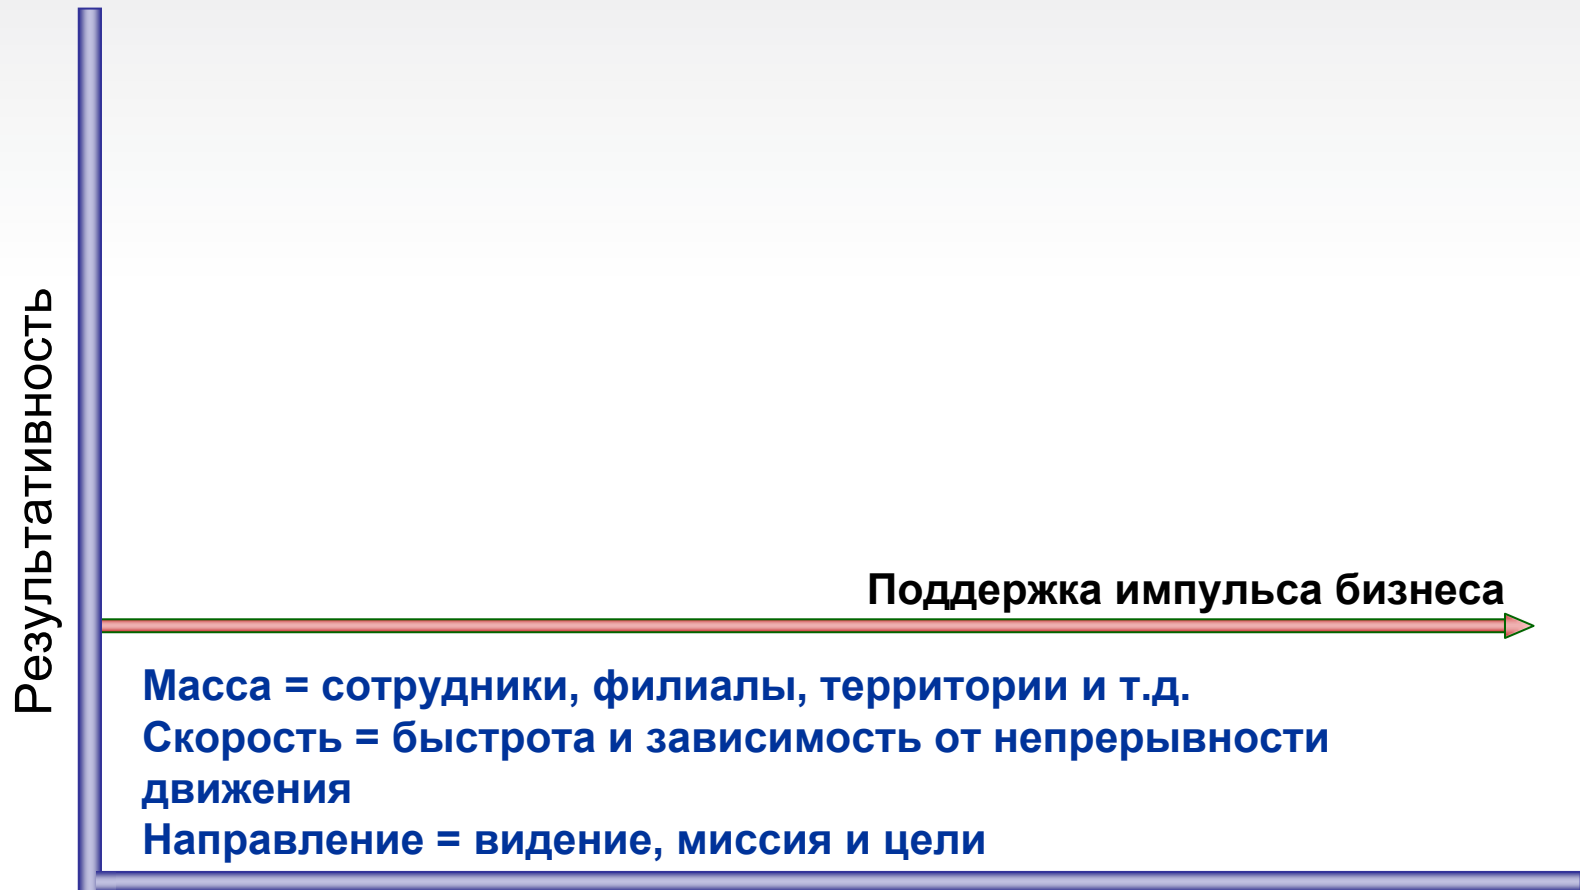 Результативность
Поддержка импульса бизнеса
Масса = сотрудники, филиалы, территории и т.д.
Скорость = быстрота и зависимость от непрерывности
движения
Направление = видение, миссия и цели